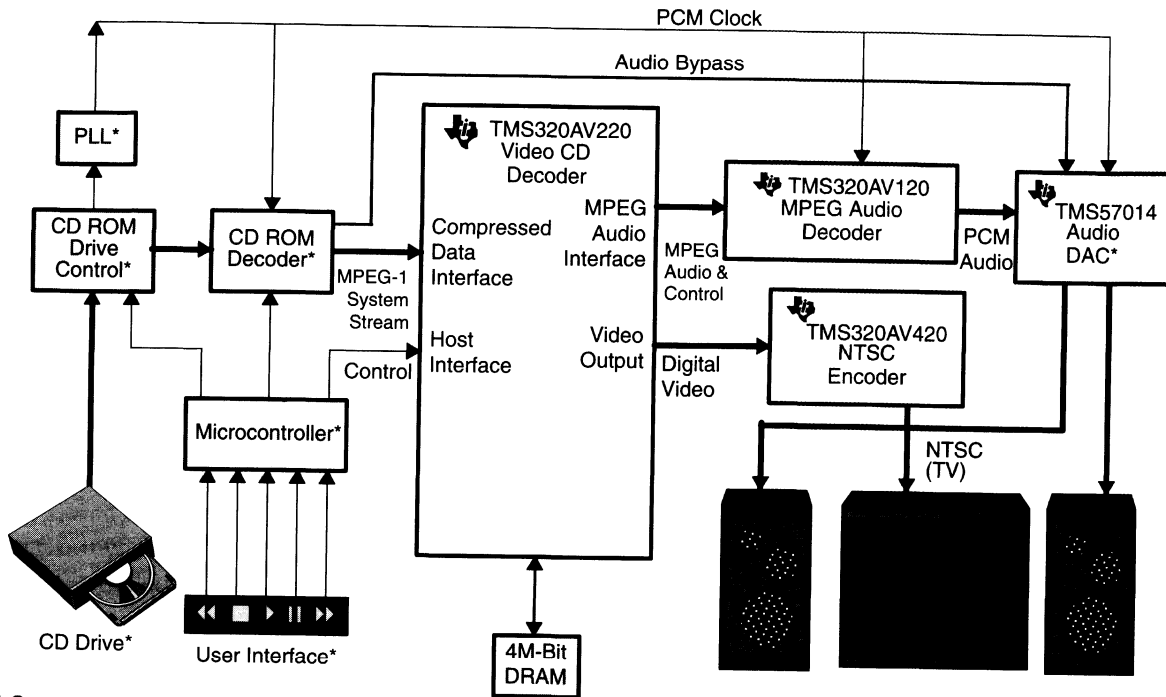 PCM Clock
Audio Bypass
PLL*
TMS320AV220
Video CD
Decoder
TMS320AV120
MPEG Audio
Decoder
TMS57014
Audio
DAC*
CD ROM
Drive
Control*
CD ROM
Decoder*
MPEG-1
System
Stream
Compressed
Data
Interface
MPEG
Audio
Interface
MPEG
Audio &
Control
PCM
Audio
Host
Interface
Control
Video
Output
Digital
Video
TMS320AV420
NTSC
Encoder
Microcontroller*
NTSC
(TV)
CD Drive*
User Interface*
4M-Bit
DRAM